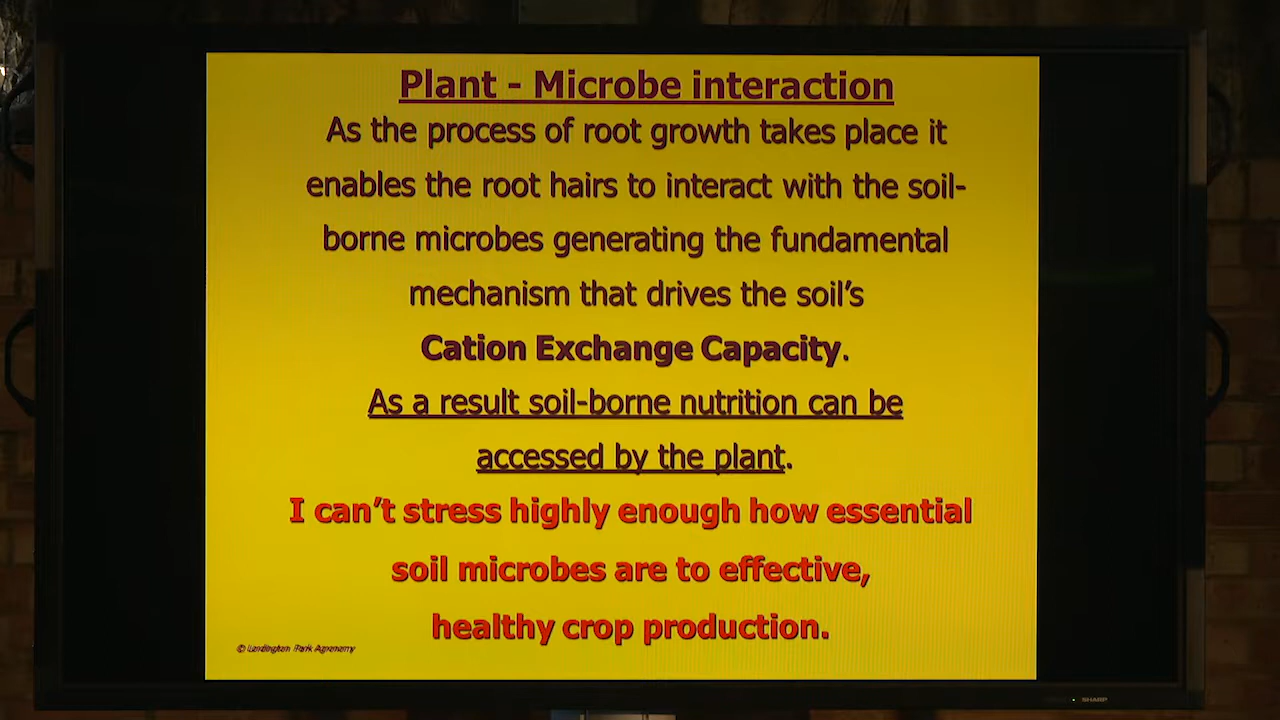 Plant - Microbe interaction
As the process of root growth takes place it
enables the root hairs to interact with the soil-
borne microbes generating the fundamental
mechanism that drives the soil’s
Cation Exchange Capacity.
As a result soil-borne nutrition can be
accessed by the plant.
I can’t stress highly enough how essential
soil microbes are to effective,
healthy crop production.
© Park Agronomy
SHARP